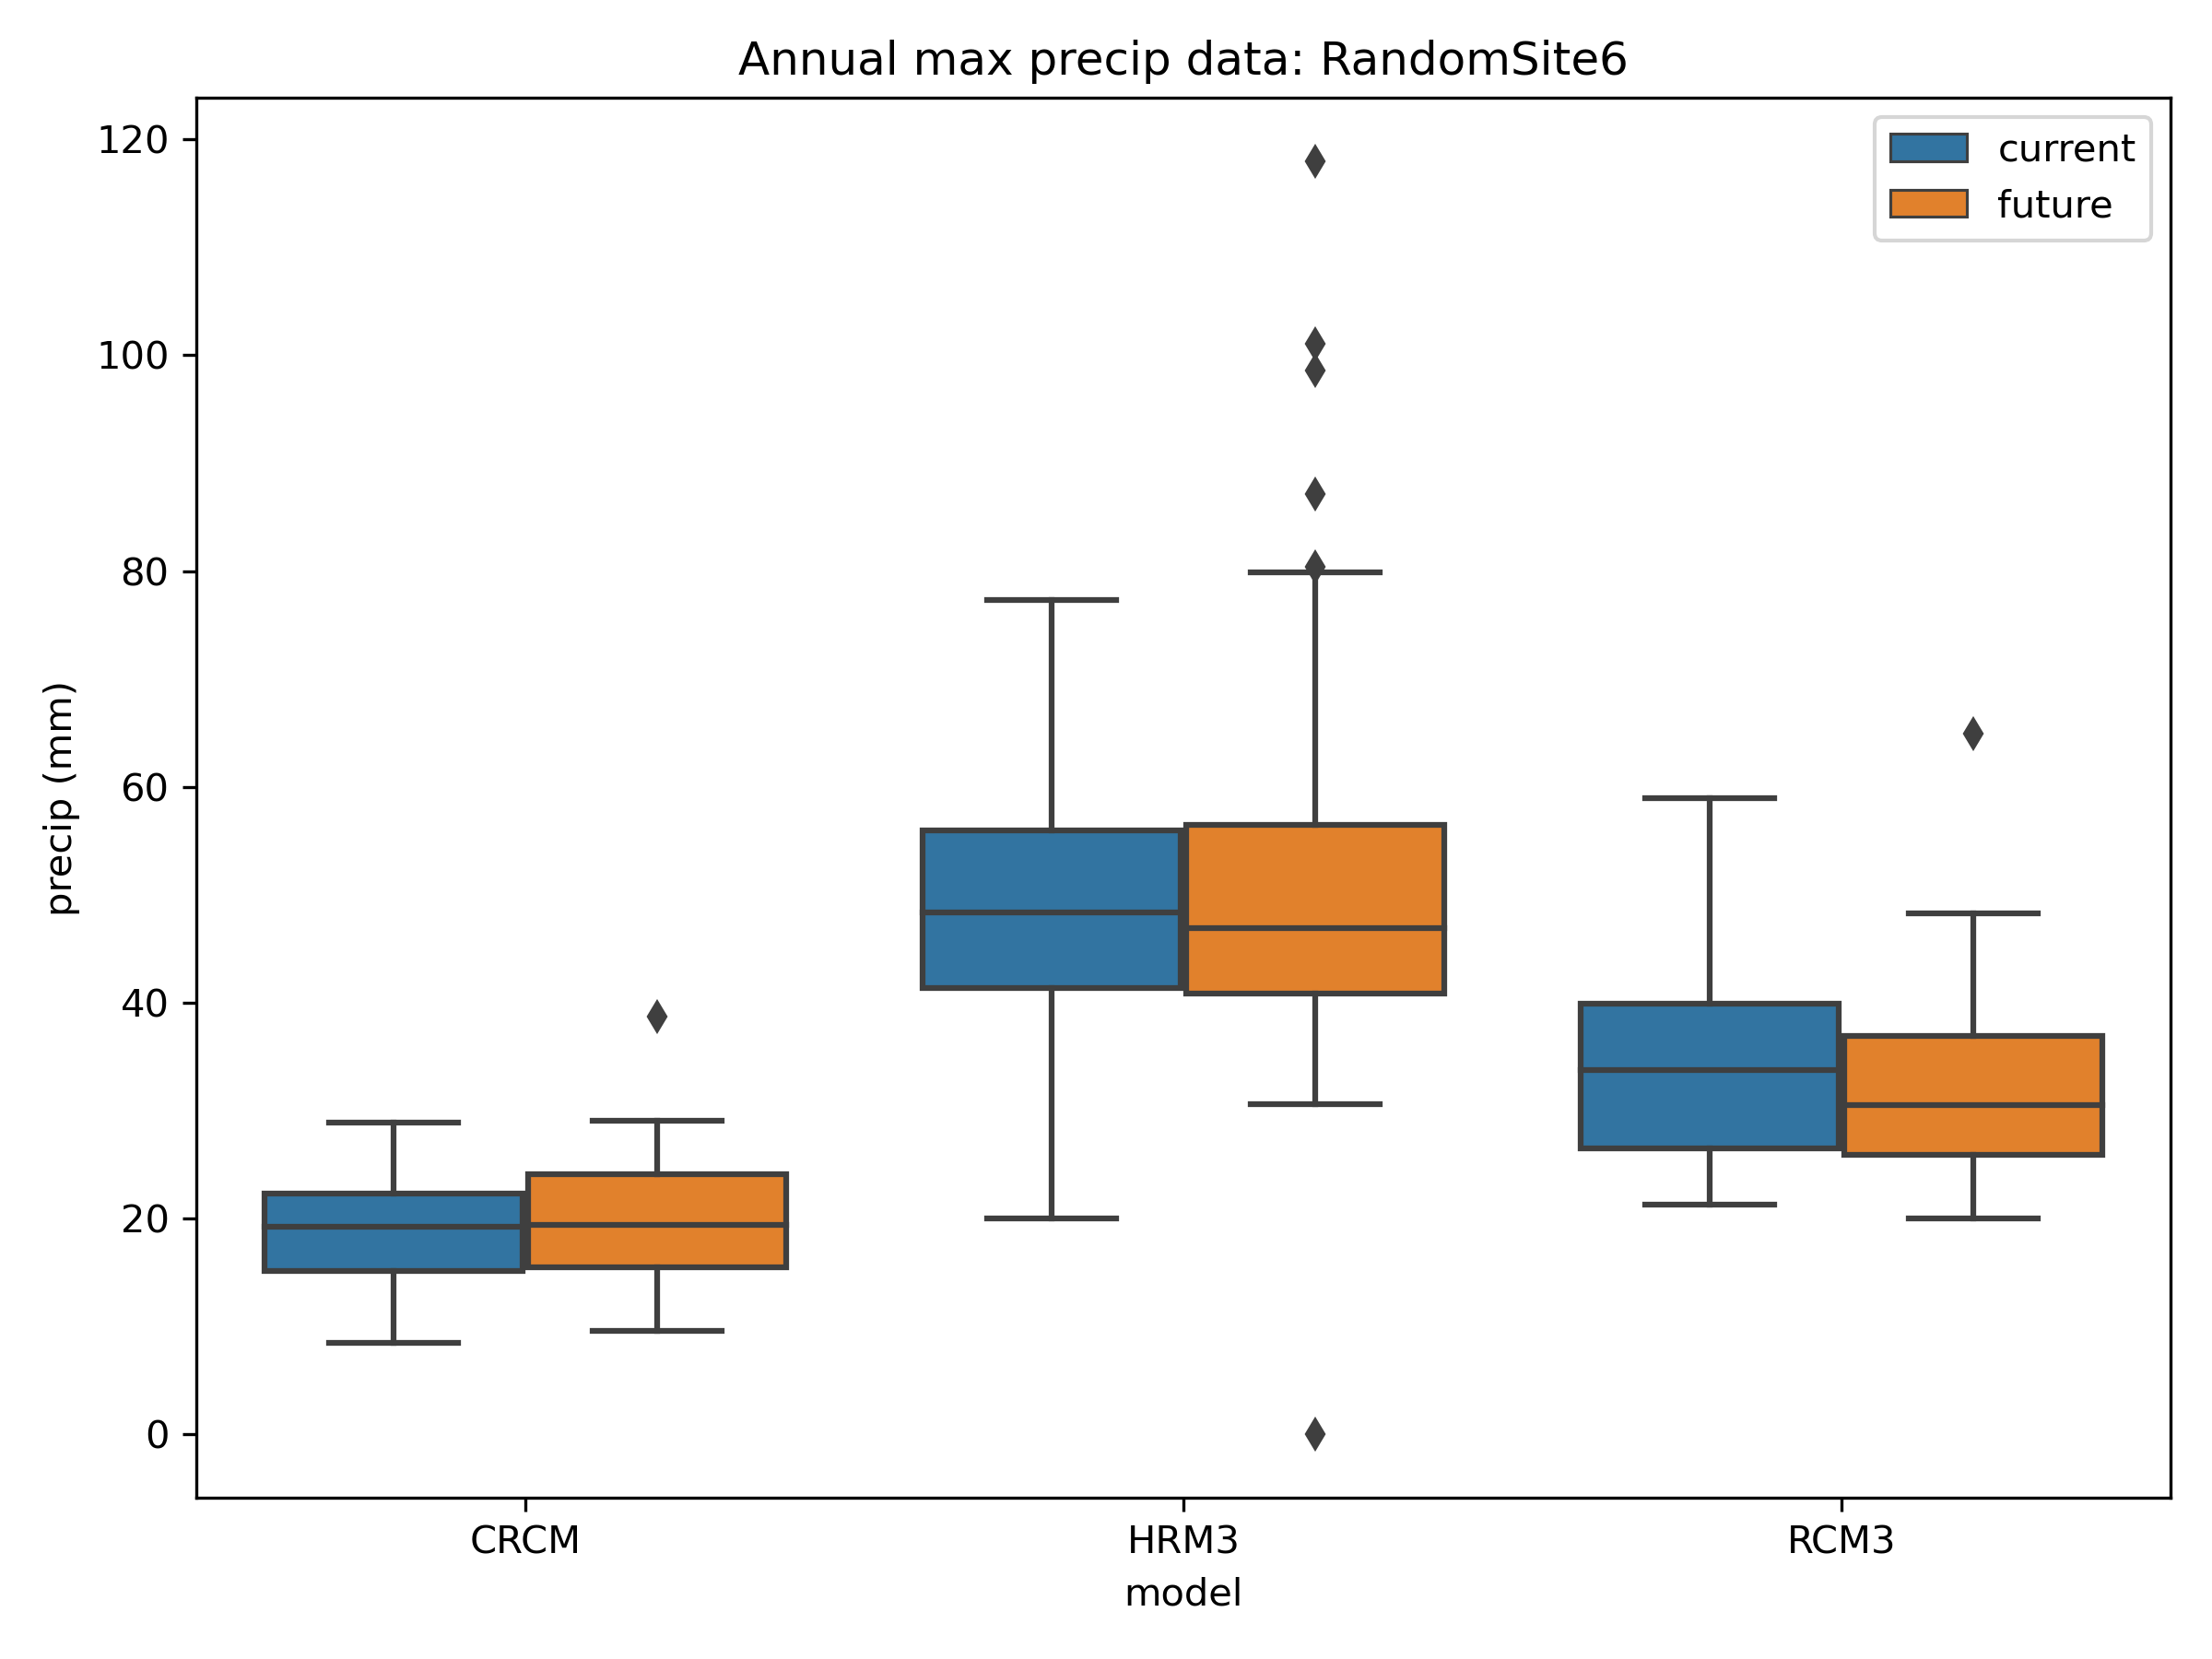 Annual max precip data: RandomSite6
current
future
120
100
80
60
40
20
0
precip (mm)
CRCM HRM3 RCM3
model